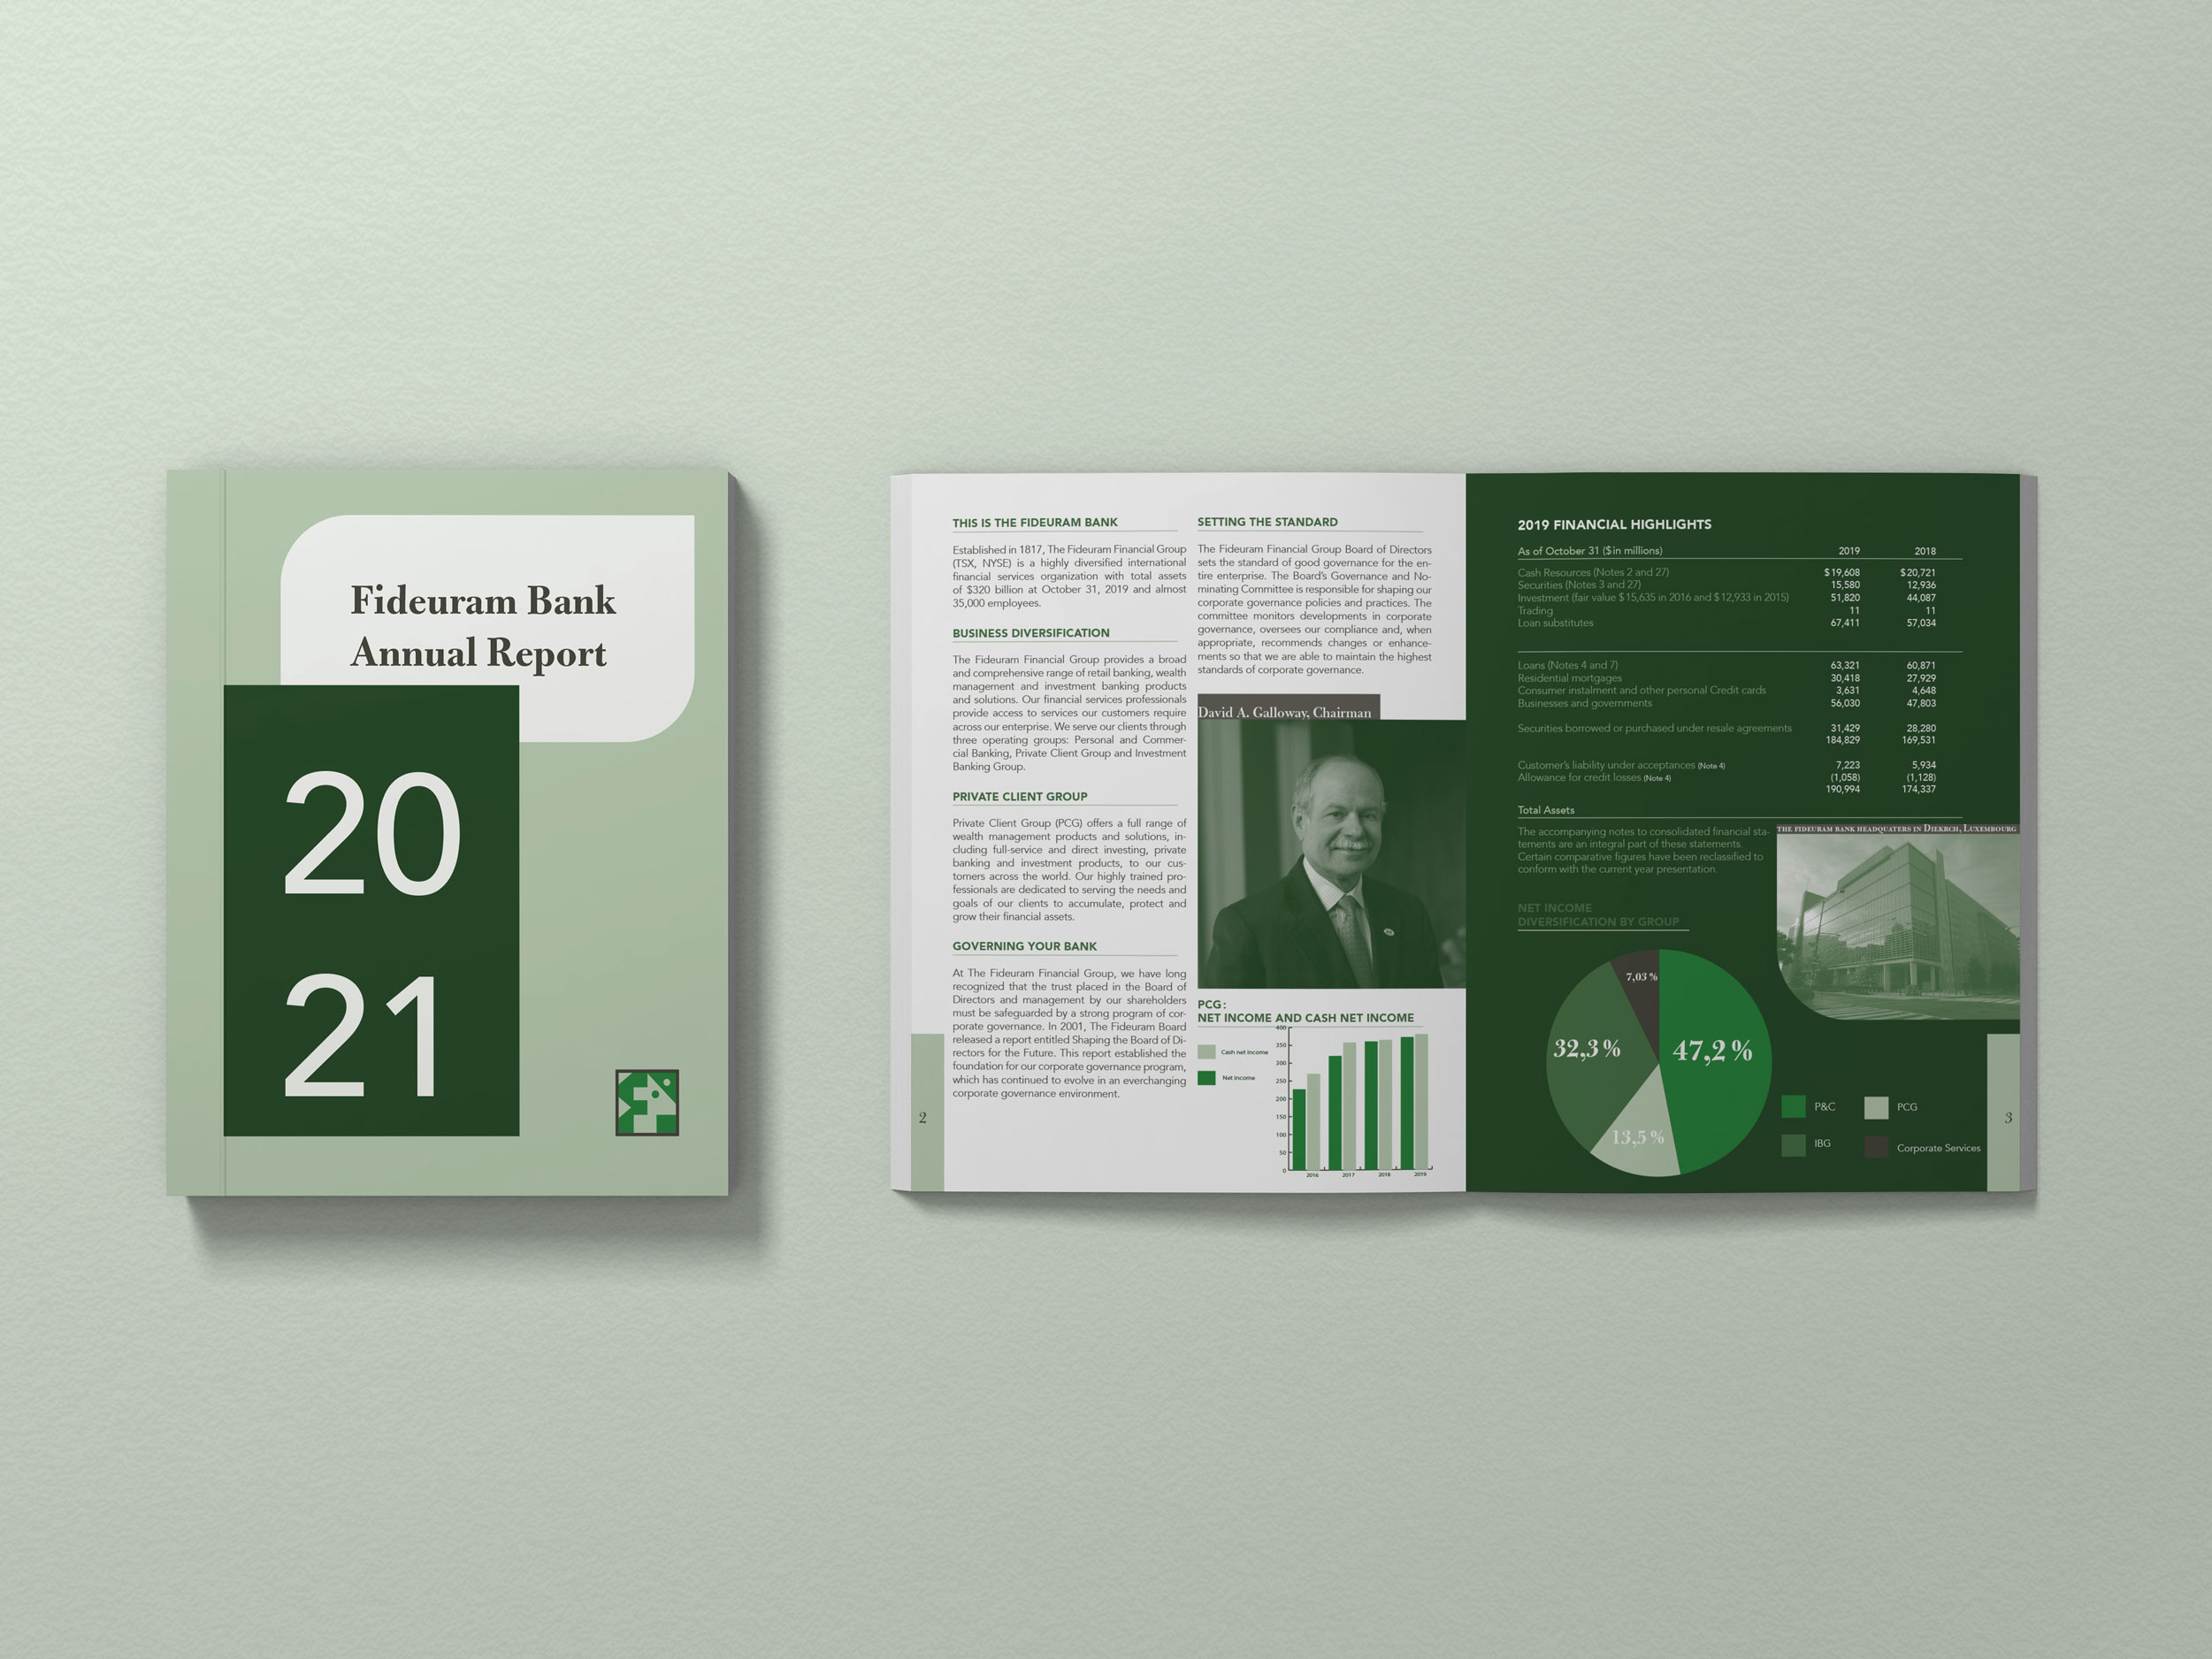 Fideuram Bank
Annual Report
20
21
THIS IS THE FIDEURAM BANK
Established in 1817, The Fideuram Financial Group
(TSX, NYSE) is a highly diversified international
financial services organization with total assets
of $320 billion at October 31, 2019 and almost
35,000 employees.
BUSINESS DIVERSIFICATION
The Fideuram Financial Group provides a broad
and comprehensive range of retail banking, wealth
management and investment banking products
and solutions. Our financial services professionals
provide access to services our customers require
across our enterprise. We serve our clients through
three operating groups: Personal and Commer-
cial Banking, Private Client Group and Investment
Banking Group.
PRIVATE CLIENT GROUP
Private Client Group (PCG) offers a full range of
wealth management products and solutions, in-
cluding full-service and direct investing, private
banking and investment products, to our cus-
tomers across the world. Our highly trained pro-
fessionals are dedicated to serving the needs and
goals of our clients to accumulate, protect and
grow their financial assets.
GOVERNING YOUR BANK
At The Fideuram Financial Group, we have long
recognized that the trust placed in the Board of
Directors and management by our shareholders
must be safeguarded by a strong program of cor-
porate governance. In 2001, The Fideuram Board
released a report entitled Shaping the Board of Di-
rectors for the Future. This report established the
foundation for our corporate governance program,
which has continued to evolve in an everchanging
corporate governance environment.
2
SETTING THE STANDARD
The Fideuram Financial Group Board of Directors
sets the standard of good governance for the en-
tire enterprise. The Board's Governance and No-
minating Committee is responsible for shaping our
corporate governance policies and practices. The
committee monitors developments in corporate
governance, oversees our compliance and, when
appropriate, recommends changes or enhance-
ments so that we are able to maintain the highest
standards of corporate governance.
David A. Galloway, Chairman
PCG:
NET INCOME AND CASH NET INCOME
Cash net income
Net income
400
350
300
250
200
150
100
50
0
2016 2017 2018 2019
2019 FINANCIAL HIGHLIGHTS
As of October 31 ($in millions) 2019 2018
Cash Resources (Notes 2 and 27) $19,608 $20,721
Securities (Notes 3 and 27) 15,580 12,936
Investment (fair value $15,635 in 2016 and $12,933 in 2015) 51,820 44,087
Trading 11 11
Loan substitutes 67,411 57,034
Loans (Notes 4 and 7) 63,321 60,871
Residential mortgages 30,418 27,929
Consumer instalment and other personal Credit cards 3,631 4,648
Businesses and governments 56,030 47,803
Securities borrowed or purchased under resale agreements 31,429 28,280
184,829 169,531
Customer's liability under acceptances (Note 4) 7,223 5,934
Allowance for credit losses (Note 4) (1,058) (1,128)
190,994 174,337
Total Assets
The accompanying notes to consolidated financial sta-
tements are an integral part of these statements.
Certain comparative figures have been reclassified to
conform with the current year presentation.
THE FIDEURAM BANK HEADQUATERS IN DIEKRCH, LUXEMBOURG
NET INCOME
DIVERSIFICATION BY GROUP
7,03%
32,3%
47,2%
13,5%
P&C
PCG
IBG
Corporate Services
3